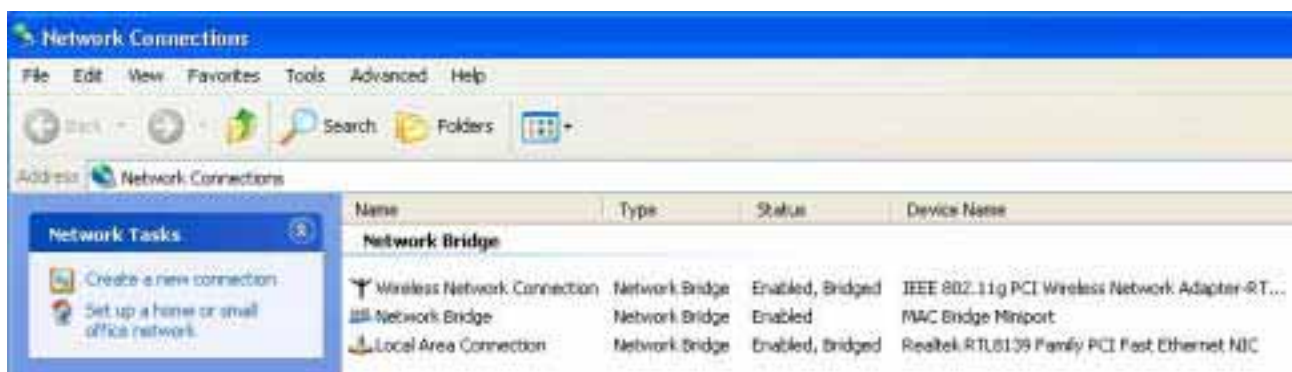 Network Connections
File Edit View Favorites Tools Advanced Help
Back Search Folders
Address Network Connections
Name Type Status Device Name
Network Tasks
Network Bridge
Create a new connection
Set up a home or small
office network
Wireless Network Connection Network Bridge Enabled, Bridged IEEE 802.11g PCI Wireless Network Adapter-RT...
Network Bridge Network Bridge Enabled MAC Bridge Miniport
Local Area Connection Network Bridge Enabled, Bridged Realtek RTL8139 Family PCI Fast Ethernet NIC